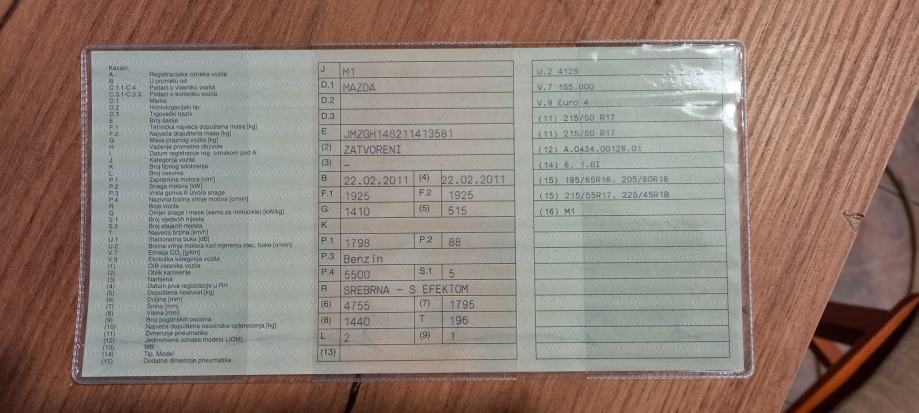 Kazalo:
A Registracijska oznaka vozila
B U prometu od
C.1.1-C.4 Podaci o vlasniku vozila
C.3.1-C.3.3 Podaci o korisniku vozila
D.1 Marka
D.2 Homologacijski tip
D.3 Trgovački naziv
E Broj šasije
F.1 Tehnička najveća dopuštena masa [kg]
F.2 Najveća dopuštena masa [kg]
G Masa praznog vozila [kg]
H Važenje prometne dozvole
I Datum registracije reg. oznakom pod A
J Kategorija vozila
K Broj tipnog odobrenja
L Broj osovina
P.1 Zapremina motora [cm³]
P.2 Snaga motora [kW]
P.3 Vrsta goriva ili izvora snage
P.4 Nazivna brzina vrtnje motora [o/min]
R Boja vozila
Q Omjer snage i mase (samo za motocikle) [kW/kg]
S.1 Broj sjedećih mjesta
S.2 Broj stajaćih mjesta
T Najveća brzina [km/h]
U.1 Stacionarna buka [dB]
U.2 Brzina vrtnje motora kod mjerenja stac. buke [o/min]
V.7 Emisija CO₂ [g/km]
V.9 Ekološka kategorija vozila
(1) OIB vlasnika vozila
(2) Oblik karoserije
(3) Namjena
(4) Datum prve registracije u RH
(5) Dopuštena nosivost [kg]
(6) Duljina [mm]
(7) Širina [mm]
(8) Visina [mm]
(9) Broj pogonskih osovina
(10) Najveća dopuštena osovinska opterećenja [kg]
(11) Dimenzije pneumatika
(12) Jedinstvena oznaka modela (JOM)
(13) MB
(14) Tip, Model
(15) Dodatne dimenzije pneumatika
J M1
D.1 MAZDA
D.2
D.3
E JMZGH148211413581
(2) ZATVORENI
(3) –
B 22.02.2011 (4) 22.02.2011
F.1 1925 F.2 1925
G 1410 (5) 515
K
P.1 1798 P.2 88
P.3 Benzin
P.4 5500 S.1 5
R SREBRNA – S EFEKTOM
(6) 4755 (7) 1795
(8) 1440 T 196
L 2 (9) 1
(13)
U.2 4125
V.7 155.000
V.9 Euro 4
(11) 215/50 R17
(11) 215/50 R17
(12) A.0434.00126.01
(14) 6, 1.8I
(15) 195/65R16, 205/60R16
(15) 215/55R17, 225/45R18
(16) M1